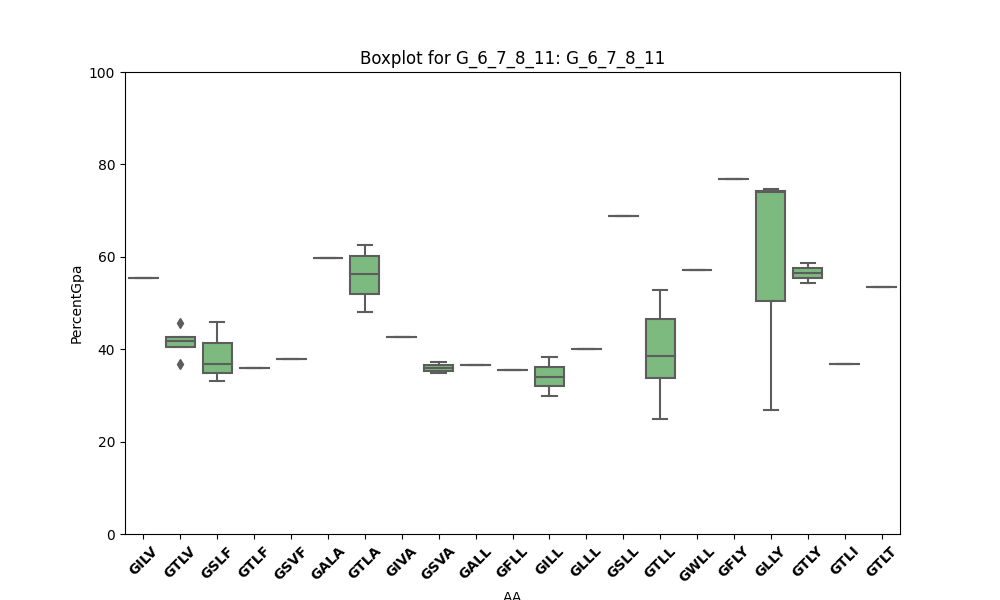 Boxplot for G_6_7_8_11: G_6_7_8_11
100
80
60
40
20
0
PercentGpa
GILV GTLV GSLF GTLF GSVF GALA GTLA GIVA GSVA GALL GFLL GILL GLLL GSLL GTLL GWLL GFLY GLLY GTLY GTLI GTLT
AA